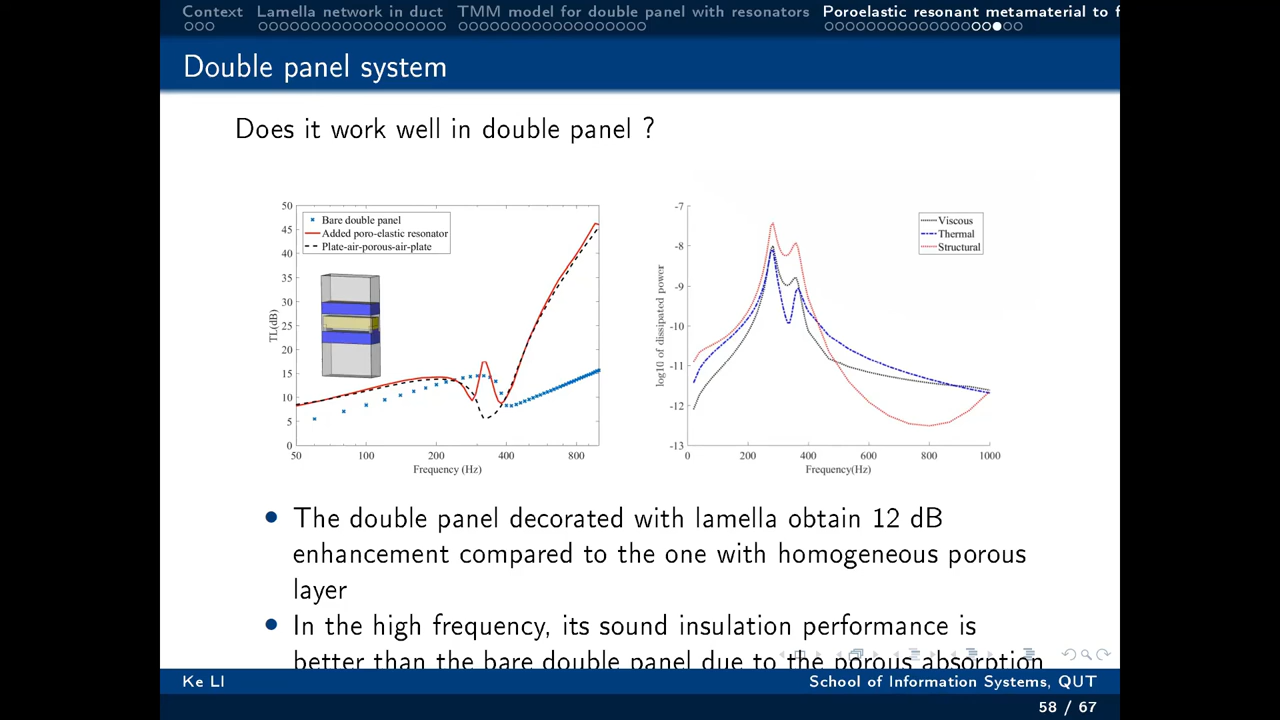 Context Lamella network in duct TMM model for double panel with resonators Poroelastic resonant metamaterial to f
Double panel system
Does it work well in double panel ?
50
45
40
35
30
25
20
15
10
5
0
TL(dB)
Bare double panel
Added poro-elastic resonator
Plate-air-porous-air-plate
50 100 200 400 800
Frequency (Hz)
-7
-8
-9
-10
-11
-12
-13
log10 of dissipated power
Viscous
Thermal
Structural
0 200 400 600 800 1000
Frequency(Hz)
The double panel decorated with lamella obtain 12 dB
enhancement compared to the one with homogeneous porous
layer
In the high frequency, its sound insulation performance is
better than the bare double panel due to the porous absorption
Ke LI School of Information Systems, QUT
58 / 67